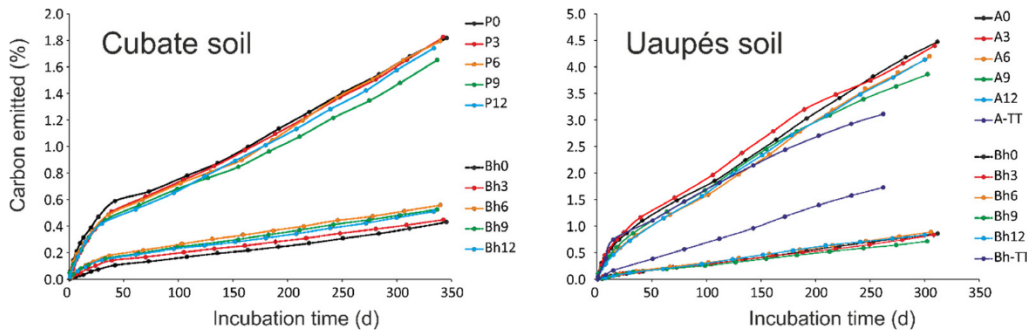 Cubate soil
Carbon emitted (%)
2.0
1.8
1.6
1.4
1.2
1.0
0.8
0.6
0.4
0.2
0.0
0
50
100
150
200
250
300
350
Incubation time (d)
P0
P3
P6
P9
P12
Bh0
Bh3
Bh6
Bh9
Bh12
Uaupés soil
5.0
4.5
4.0
3.5
3.0
2.5
2.0
1.5
1.0
0.5
0.0
0
50
100
150
200
250
300
350
Incubation time (d)
A0
A3
A6
A9
A12
A-TT
Bh0
Bh3
Bh6
Bh9
Bh12
Bh-TT